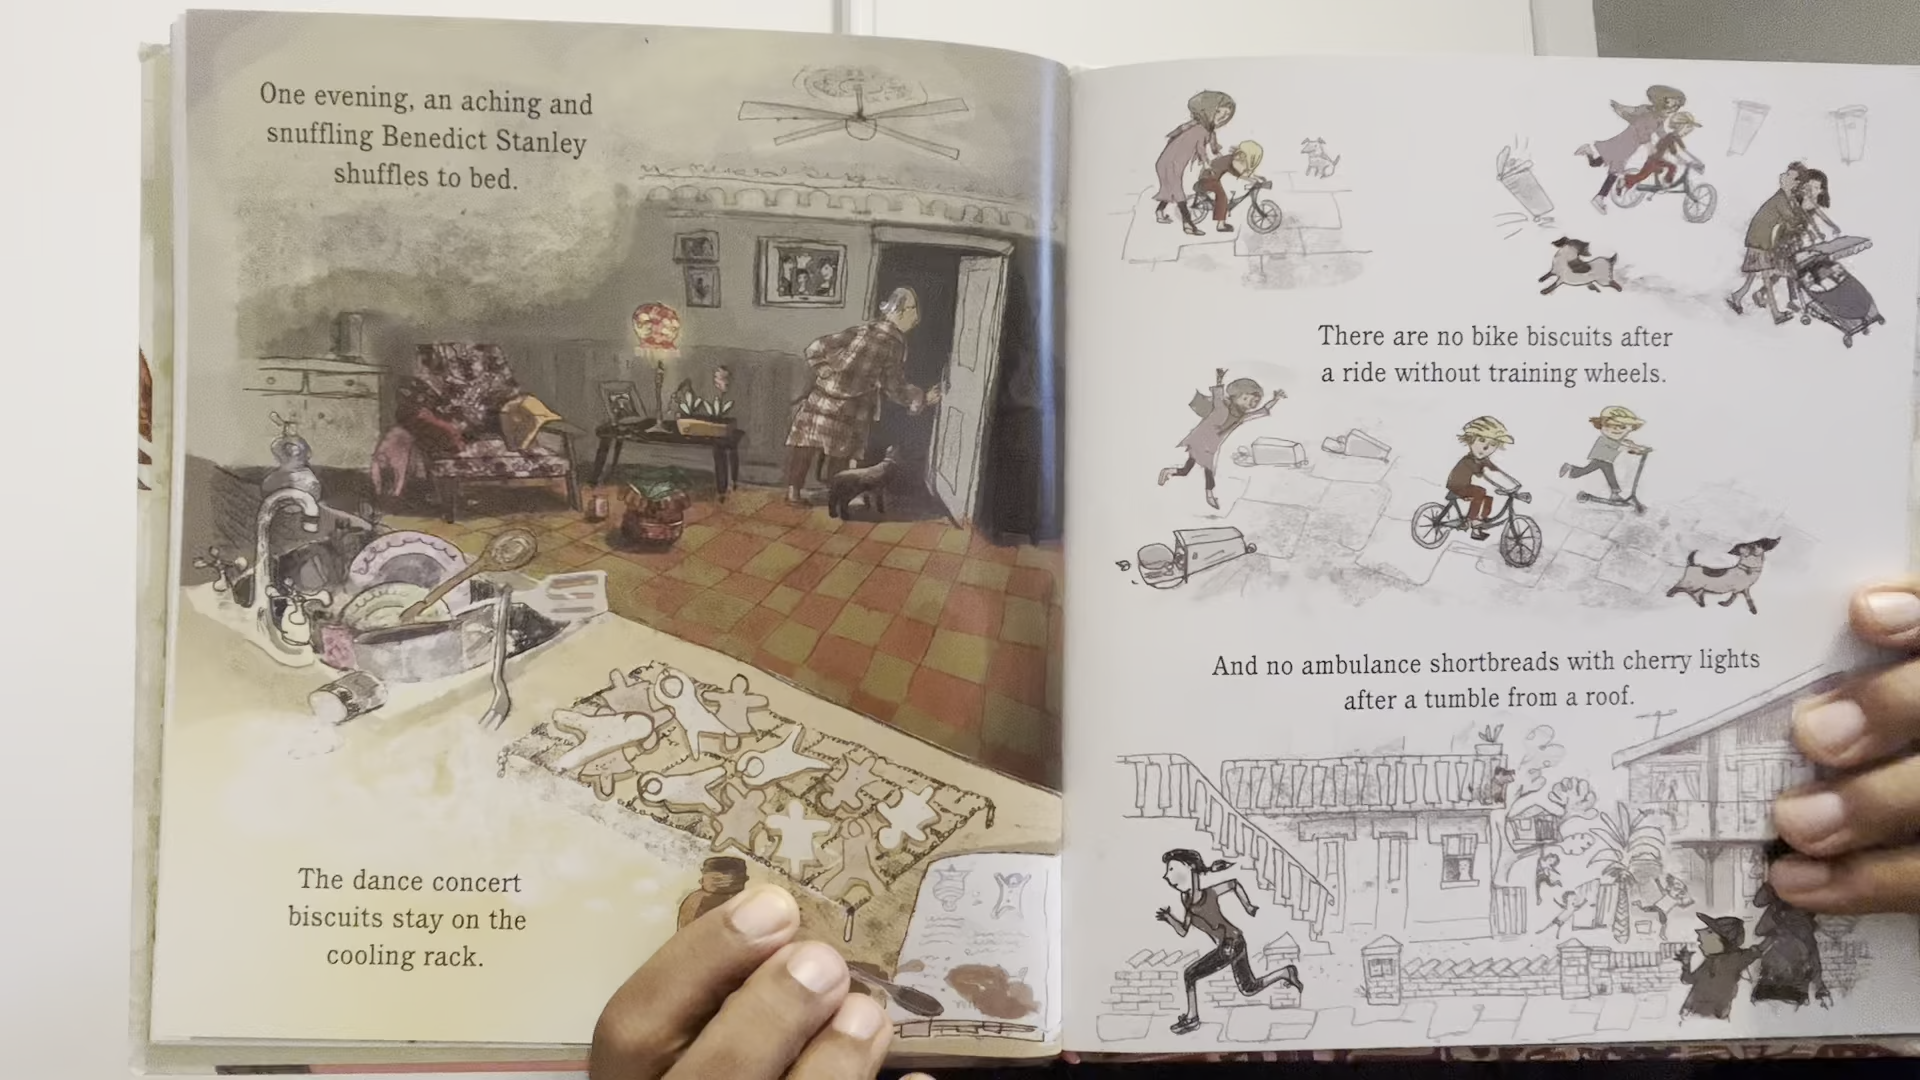 One evening, an aching and
snuffling Benedict Stanley
shuffles to bed.
The dance concert
biscuits stay on the
cooling rack.
There are no bike biscuits after
a ride without training wheels.
And no ambulance shortbreads with cherry lights
after a tumble from a roof.